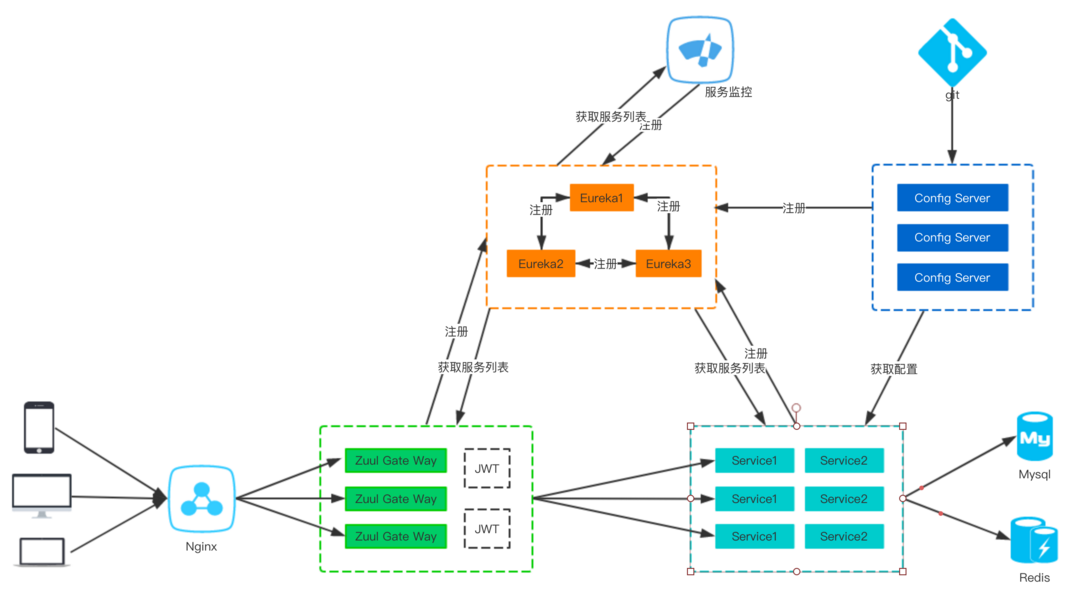 服务监控
git
获取服务列表
注册
Eureka1
注册
注册
Eureka2
注册
Eureka3
注册
Config Server
Config Server
Config Server
注册
获取服务列表
注册
获取服务列表
获取配置
Nginx
Zuul Gate Way
Zuul Gate Way
Zuul Gate Way
JWT
JWT
Service1
Service2
Service1
Service2
Service1
Service2
My
Mysql
Redis